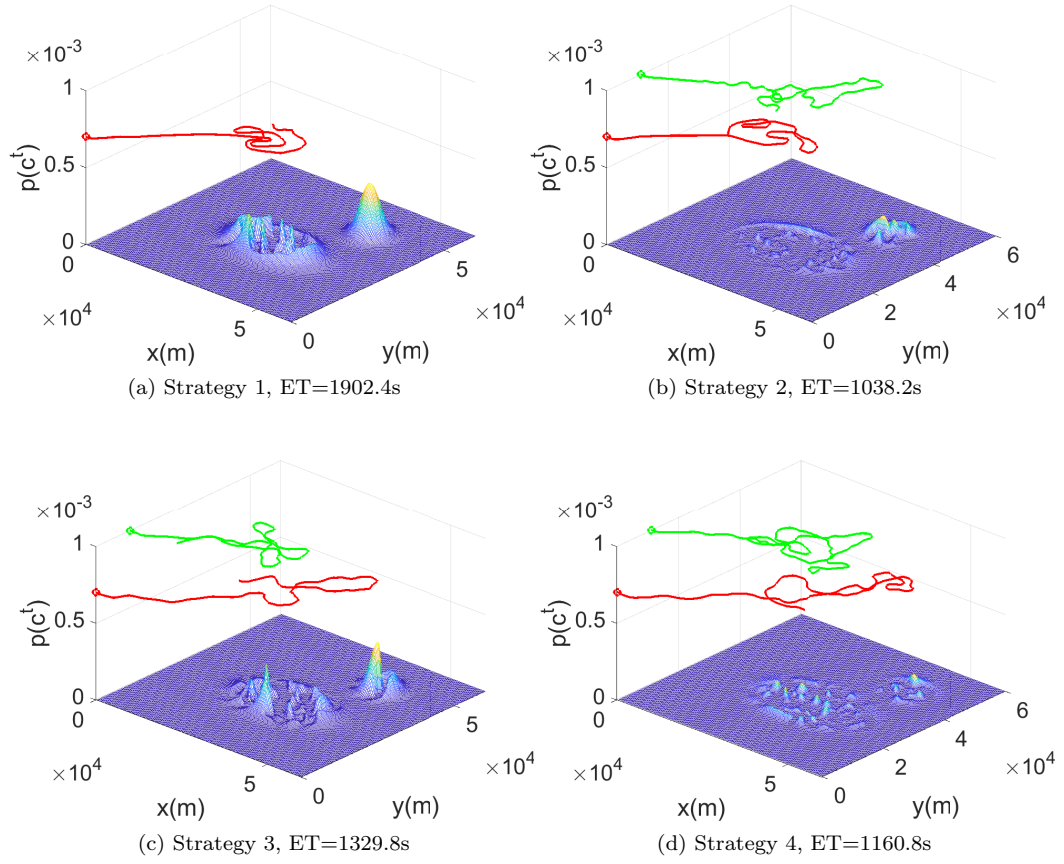 ×10-3
1
0.5
0
p(ct)
0
5
×104
x(m)
0
5
×104
y(m)
(a) Strategy 1, ET=1902.4s
×10-3
1
0.5
0
p(ct)
0
5
×104
x(m)
0
2
4
6
×104
y(m)
(b) Strategy 2, ET=1038.2s
×10-3
1
0.5
0
p(ct)
0
5
×104
x(m)
0
5
×104
y(m)
(c) Strategy 3, ET=1329.8s
×10-3
1
0.5
0
p(ct)
0
5
×104
x(m)
0
2
4
6
×104
y(m)
(d) Strategy 4, ET=1160.8s